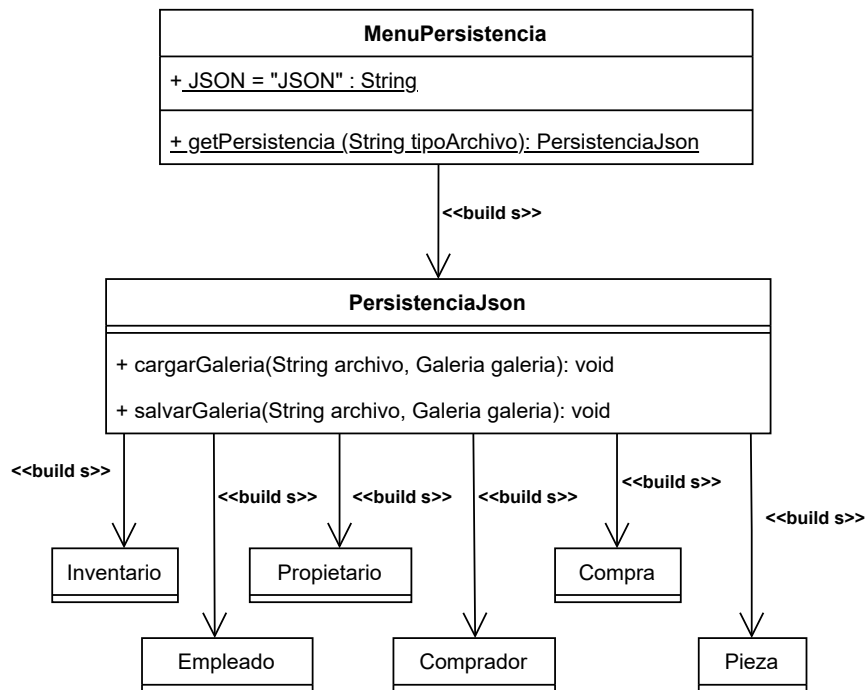 MenuPersistencia
+ JSON = "JSON" : String
+ getPersistencia (String tipoArchivo): PersistenciaJson
<<build s>>
PersistenciaJson
+ cargarGaleria(String archivo, Galeria galeria): void
+ salvarGaleria(String archivo, Galeria galeria): void
<<build s>>
<<build s>>
<<build s>>
<<build s>>
<<build s>>
<<build s>>
Inventario
Propietario
Compra
Empleado
Comprador
Pieza